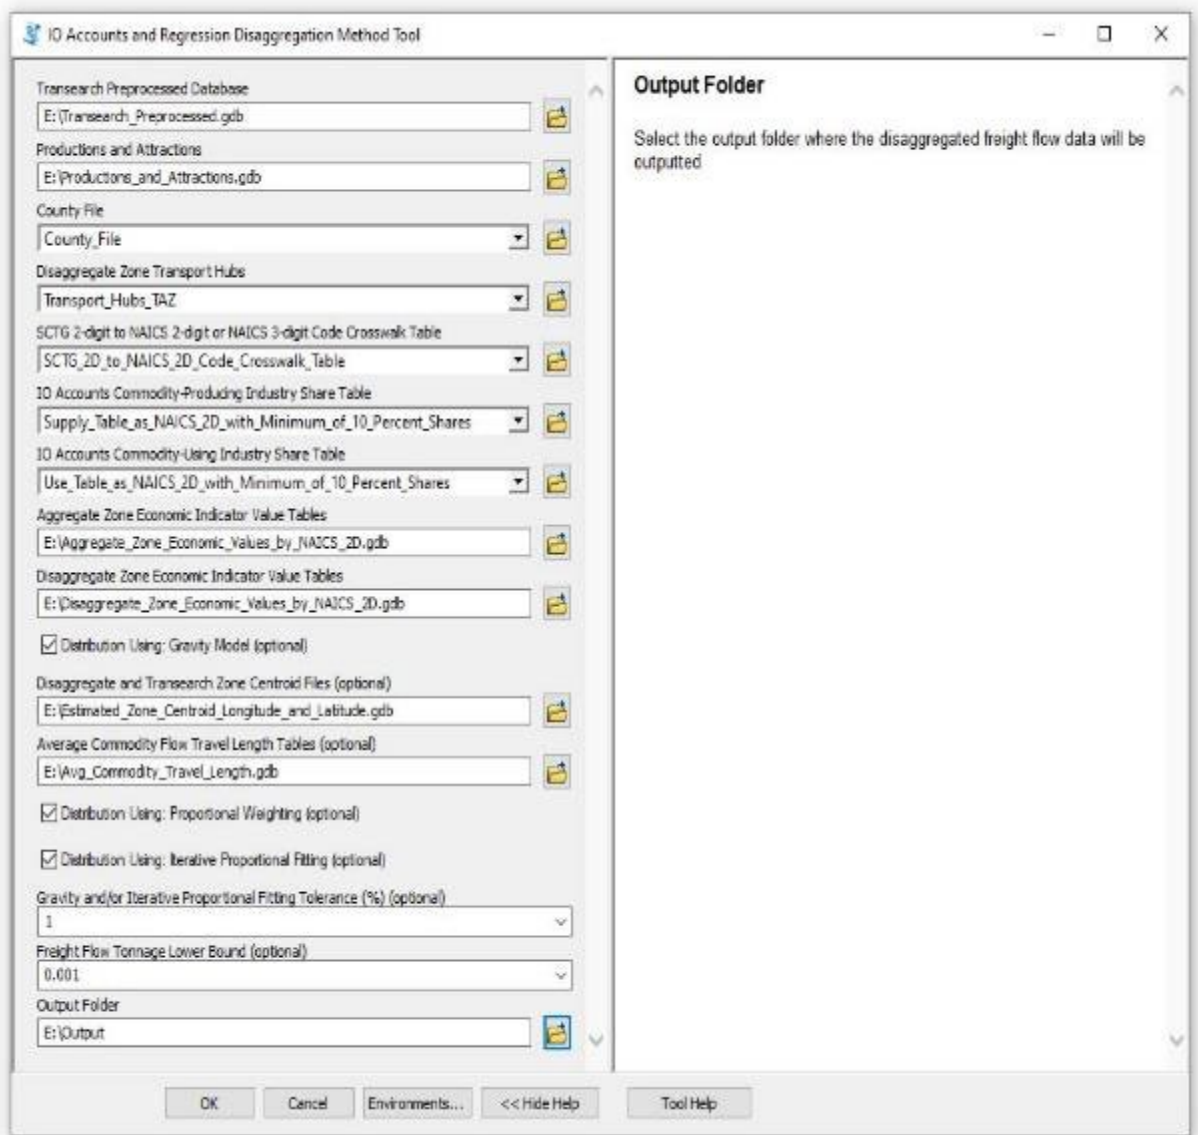 IO Accounts and Regression Disaggregation Method Tool
Transearch Preprocessed Database
E:\Transearch_Preprocessed.gdb
Productions and Attractions
E:\Productions_and_Attractions.gdb
County File
County_File
Disaggregate Zone Transport Hubs
Transport_Hubs_TAZ
SCTG 2-digit to NAICS 2-digit or NAICS 3-digit Code Crosswalk Table
SCTG_2D_to_NAICS_2D_Code_Crosswalk_Table
IO Accounts Commodity-Producing Industry Share Table
Supply_Table_as_NAICS_2D_with_Minimum_of_10_Percent_Shares
IO Accounts Commodity-Using Industry Share Table
Use_Table_as_NAICS_2D_with_Minimum_of_10_Percent_Shares
Aggregate Zone Economic Indicator Value Tables
E:\Aggregate_Zone_Economic_Values_by_NAICS_2D.gdb
Disaggregate Zone Economic Indicator Value Tables
E:\Disaggregate_Zone_Economic_Values_by_NAICS_2D.gdb
Distribution Using: Gravity Model (optional)
Disaggregate and Transearch Zone Centroid Files (optional)
E:\Estimated_Zone_Centroid_Longitude_and_Latitude.gdb
Average Commodity Flow Travel Length Tables (optional)
E:\Avg_Commodity_Travel_Length.gdb
Distribution Using: Proportional Weighting (optional)
Distribution Using: Iterative Proportional Fitting (optional)
Gravity and/or Iterative Proportional Fitting Tolerance (%) (optional)
1
Freight Flow Tonnage Lower Bound (optional)
0.001
Output Folder
E:\Output
Output Folder
Select the output folder where the disaggregated freight flow data will be
outputted
OK Cancel Environments... << Hide Help Tool Help